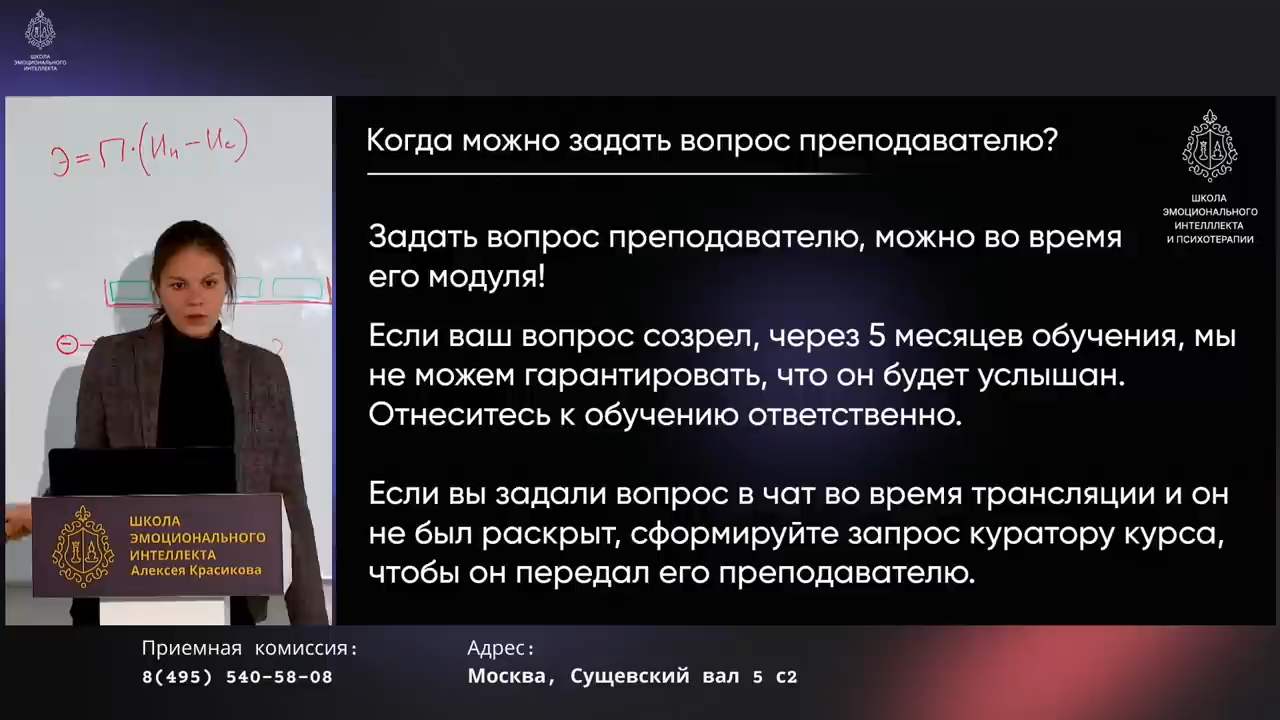 ШКОЛА
ЭМОЦИОНАЛЬНОГО
ИНТЕЛЛЕКТА
Э=П·(Ин-Ис)
Когда можно задать вопрос преподавателю?
ШКОЛА
ЭМОЦИОНАЛЬНОГО
ИНТЕЛЛЛЕКТА
И ПСИХОТЕРАПИИ
Задать вопрос преподавателю, можно во время
его модуля!
Если ваш вопрос созрел, через 5 месяцев обучения, мы
не можем гарантировать, что он будет услышан.
Отнеситесь к обучению ответственно.
Если вы задали вопрос в чат во время трансляции и он
не был раскрыт, сформируйте запрос куратору курса,
чтобы он передал его преподавателю.
ШКОЛА
ЭМОЦИОНАЛЬНОГО
ИНТЕЛЛЕКТА
Алексея Красикова
Приемная комиссия:
8(495) 540-58-08
Адрес:
Москва, Сущевский вал 5 с2